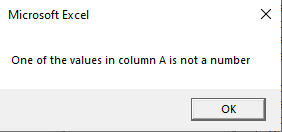 Microsoft Excel
One of the values in column A is not a number
OK